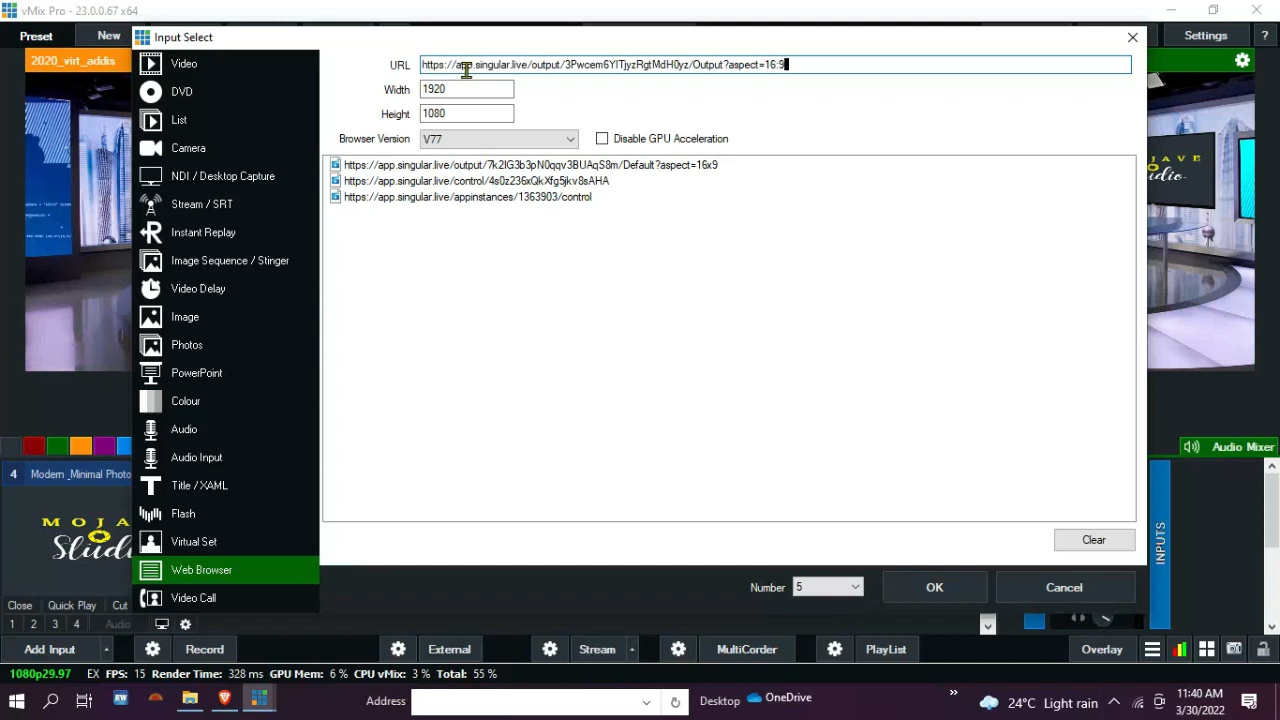 vMix Pro - 23.0.0.67 x64
Preset
New
Settings
?
2020_virt_addis
Input Select
Video
DVD
List
Camera
NDI / Desktop Capture
Stream / SRT
Instant Replay
Image Sequence / Stinger
Video Delay
Image
Photos
PowerPoint
Colour
Audio
Audio Input
Title / XAML
Flash
Virtual Set
Web Browser
Video Call
URL
https://app.singular.live/output/3Pwcem6YITjyzRgtMdH0yz/Output?aspect=16:9
Width
1920
Height
1080
Browser Version
V77
Disable GPU Acceleration
https://app.singular.live/output/7k2IG3b3pN0qqv3BUAqS8m/Default?aspect=16x9
https://app.singular.live/control/4s0z236xQkXfg5jkv8sAHA
https://app.singular.live/appinstances/1363903/control
Clear
Number
5
OK
Cancel
JAVE
Audio Mixer
4
Modern _Minimal Photo
MOJA
Studi
INPUTS
Close
Quick Play
Cut
1
2
3
4
Audio
Add Input
Record
External
Stream
MultiCorder
PlayList
Overlay
1080p29.97
EX
FPS: 15
Render Time: 328 ms
GPU Mem: 6 %
CPU vMix: 3 %
Total: 55 %
Address
Desktop
OneDrive
24°C
Light rain
11:40 AM
3/30/2022